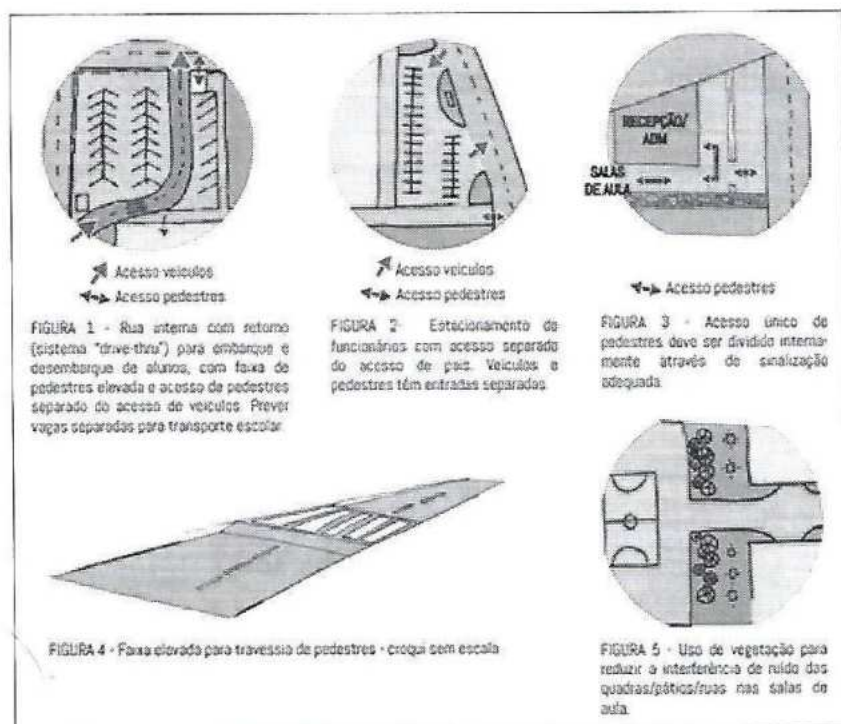 Acesso veículos
Acesso pedestres
FIGURA 1 - Rua interna com retorno
(sistema "drive-thru") para embarque e
desembarque de alunos, com faixa de
pedestres elevada e acesso de pedestres
separado do acesso de veículos. Prever
vagas separadas para transporte escolar
Acesso veículos
Acesso pedestres
FIGURA 2 - Estacionamento de
funcionários com acesso separado
do acesso de pais. Veículos e
pedestres têm entradas separadas.
RECEPÇÃO/
ADM
SALAS
DE AULA
Acesso pedestres
FIGURA 3 - Acesso único de
pedestres deve ser dividido interna-
mente através de sinalização
adequada.
FIGURA 4 - Faixa elevada para travessia de pedestres - croqui sem escala
FIGURA 5 - Uso de vegetação para
reduzir a interferência de ruído das
quadras/pátios/ruas nas salas de
aula.